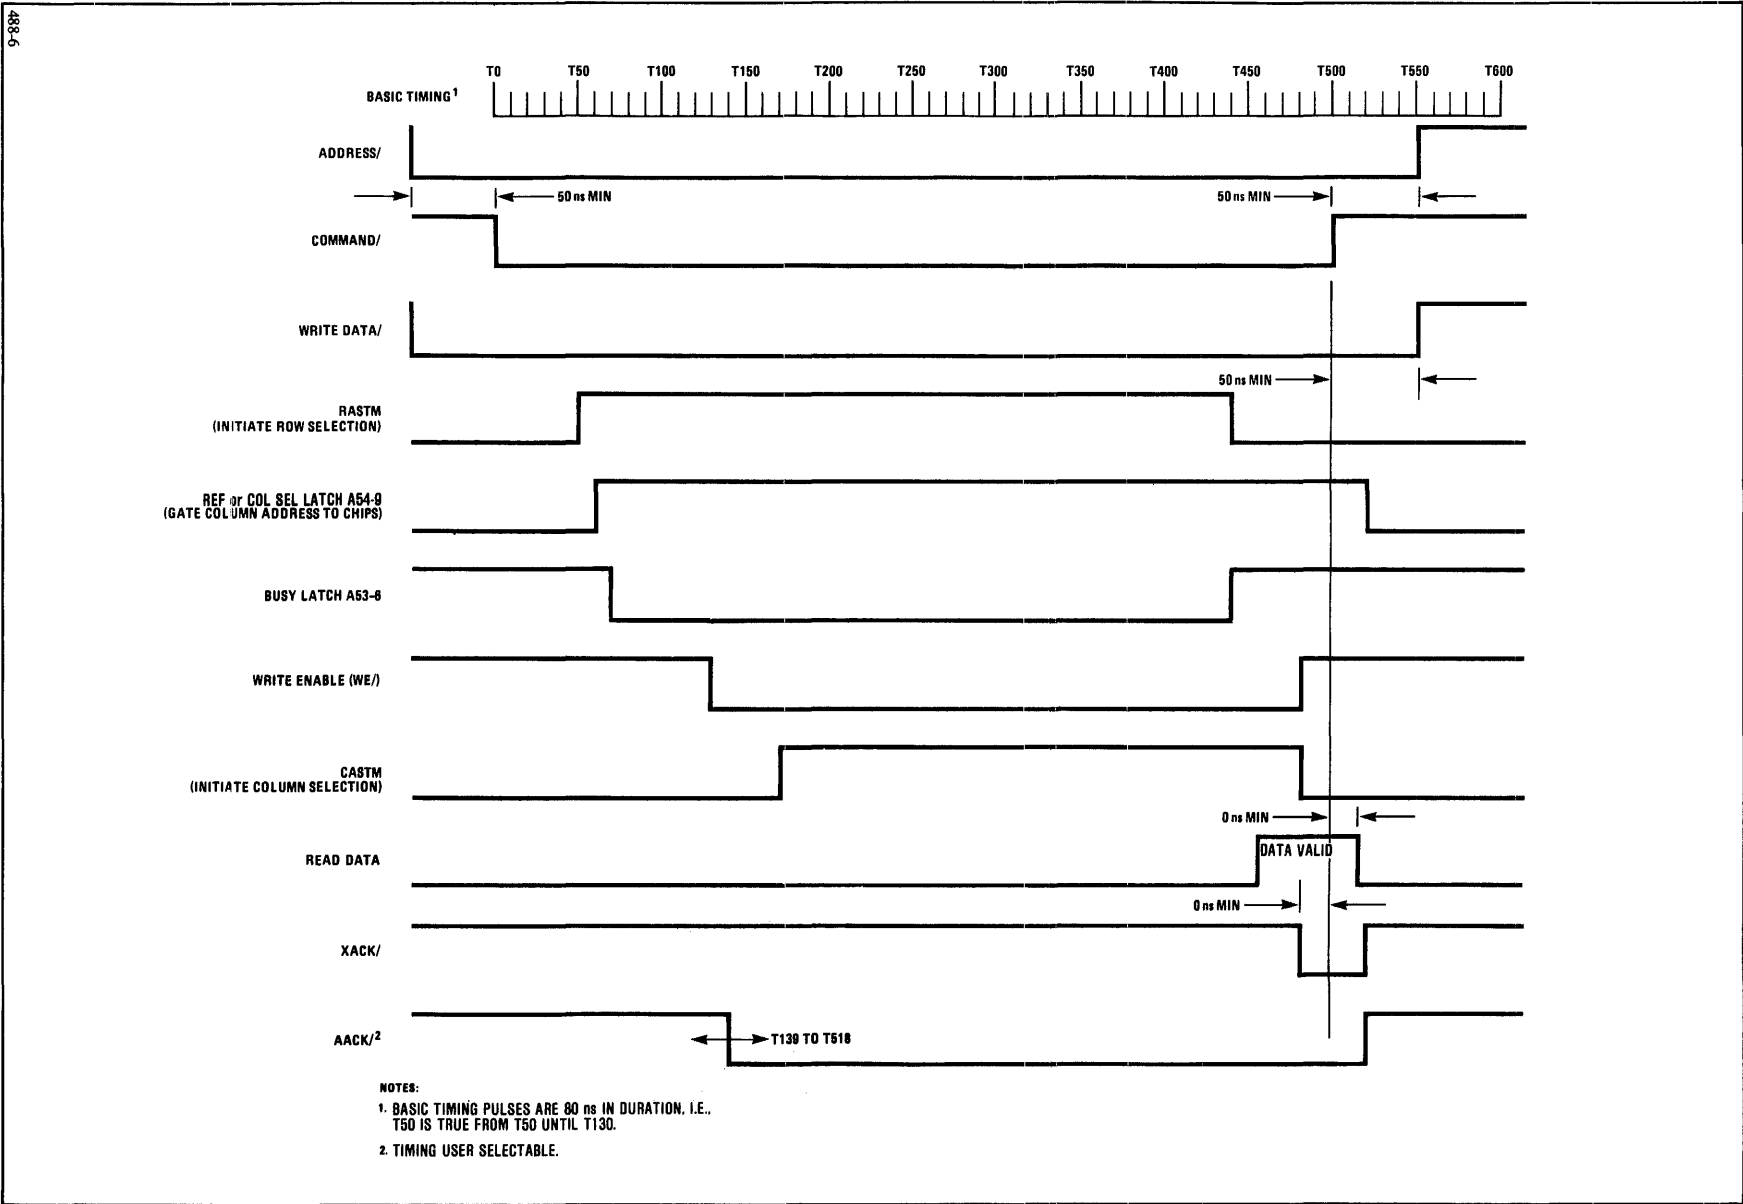 488-6
T0 T50 T100 T150 T200 T250 T300 T350 T400 T450 T500 T550 T600
BASIC TIMING1
ADDRESS/
50 ns MIN 50 ns MIN
COMMAND/
WRITE DATA/
50 ns MIN
RASTM
(INITIATE ROW SELECTION)
REF or COL SEL LATCH A54-9
(GATE COLUMN ADDRESS TO CHIPS)
BUSY LATCH A53-6
WRITE ENABLE (WE/)
CASTM
(INITIATE COLUMN SELECTION)
0 ns MIN
READ DATA
DATA VALID
0 ns MIN
XACK/
AACK/2
T139 TO T518
NOTES:
1. BASIC TIMING PULSES ARE 80 ns IN DURATION, I.E.,
T50 IS TRUE FROM T50 UNTIL T130.
2. TIMING USER SELECTABLE.